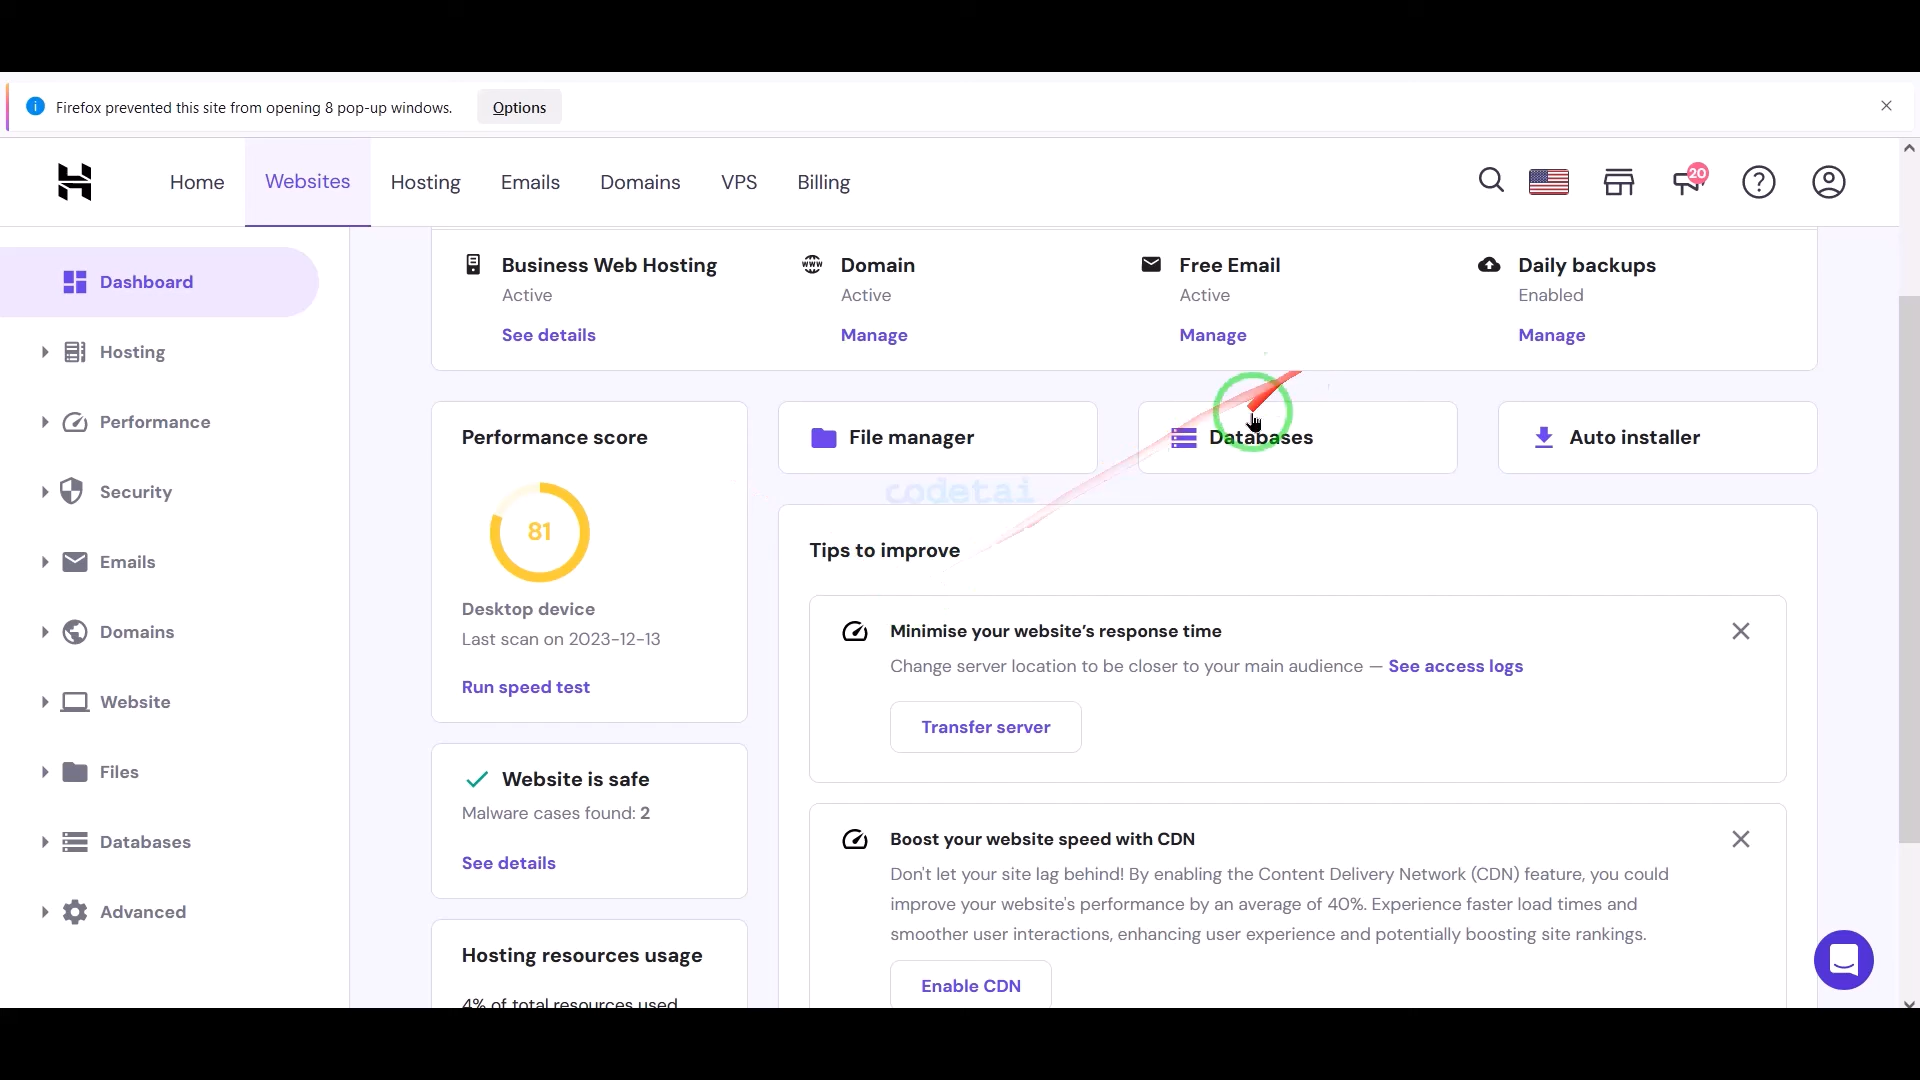 Firefox prevented this site from opening 8 pop-up windows. Options
Home Websites Hosting Emails Domains VPS Billing
20
Dashboard
Hosting
Performance
Security
Emails
Domains
Website
Files
Databases
Advanced
Business Web Hosting
Active
See details
Domain
Active
Manage
Free Email
Active
Manage
Daily backups
Enabled
Manage
Performance score
81
Desktop device
Last scan on 2023-12-13
Run speed test
File manager
Databases
Auto installer
codetai
Tips to improve
Minimise your website's response time
Change server location to be closer to your main audience — See access logs
Transfer server
Website is safe
Malware cases found: 2
See details
Boost your website speed with CDN
Don't let your site lag behind! By enabling the Content Delivery Network (CDN) feature, you could
improve your website's performance by an average of 40%. Experience faster load times and
smoother user interactions, enhancing user experience and potentially boosting site rankings.
Enable CDN
Hosting resources usage
4% of total resources used